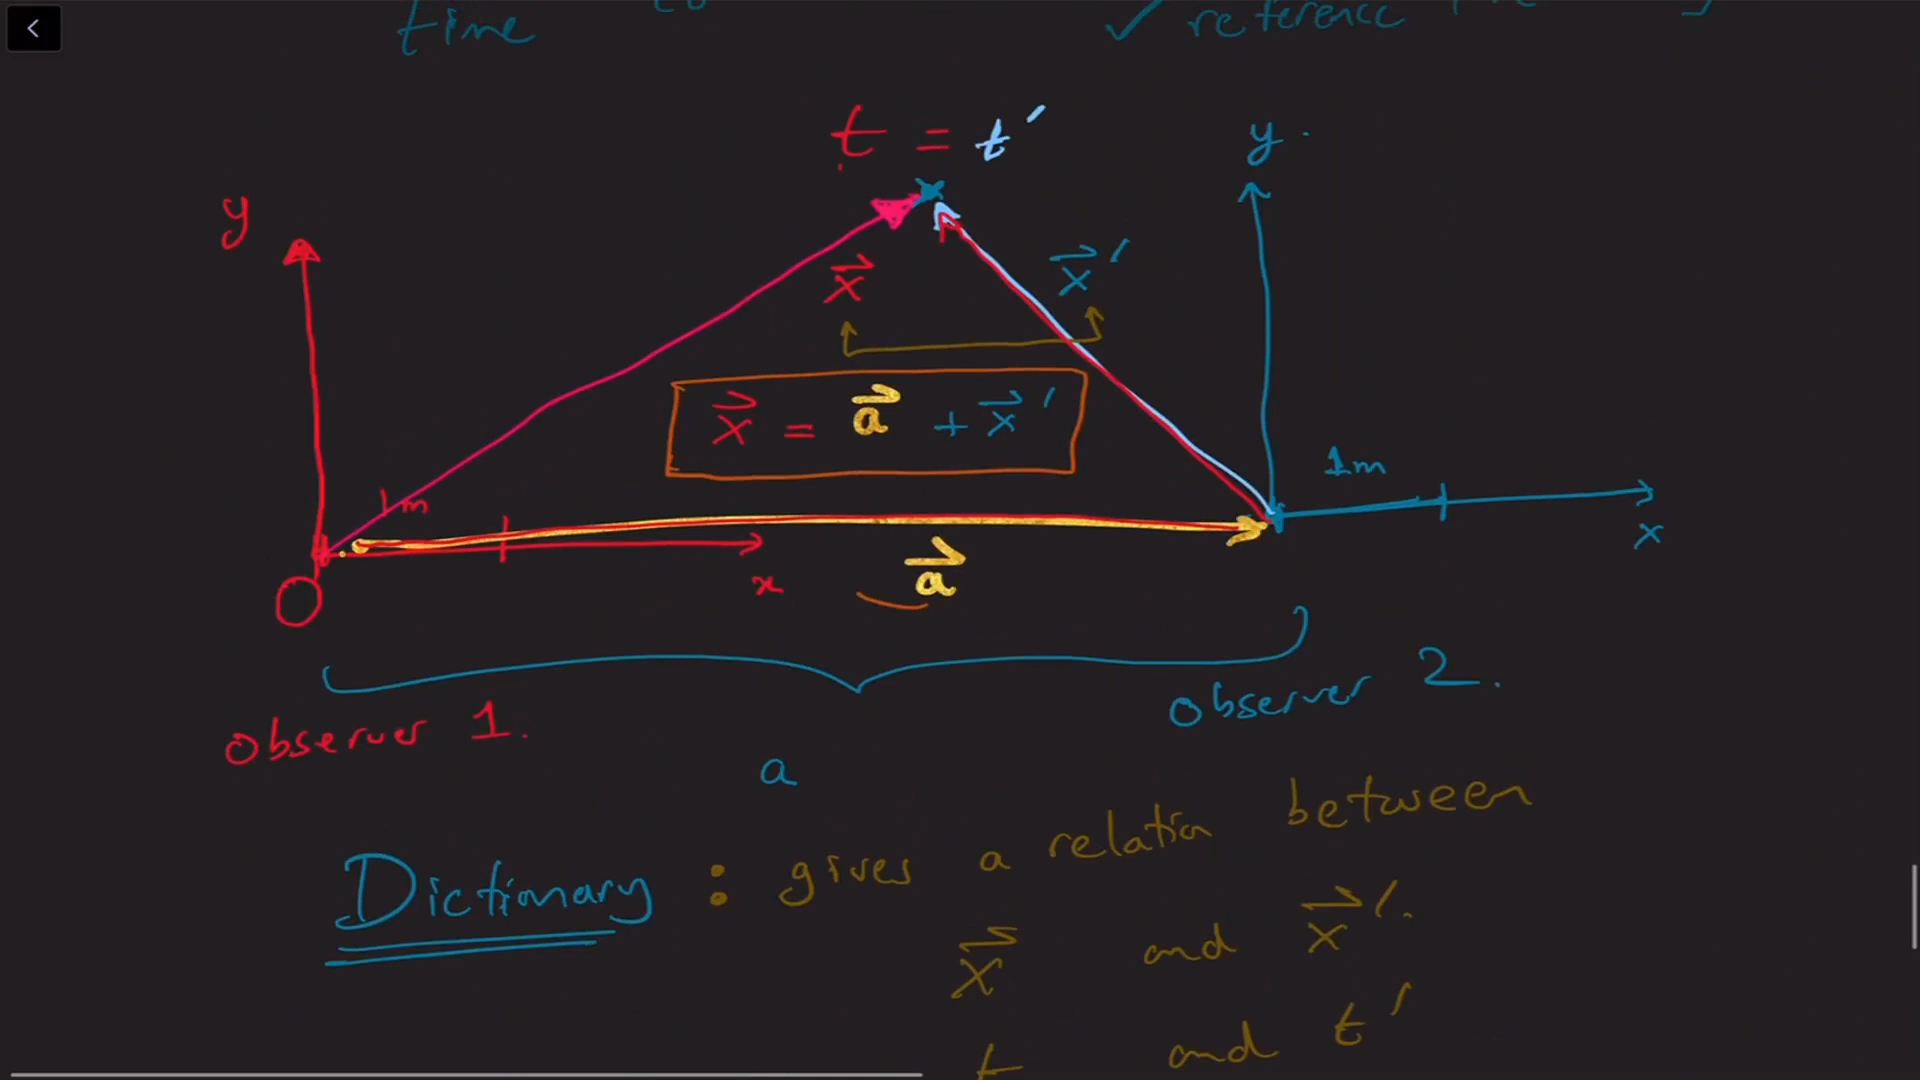 time
✓ reference
t = t′
y
y
x⃗
x⃗′
x⃗ = a⃗ + x⃗′
1m
1m
a⃗
x
x
O
Observer 1.
Observer 2.
a
Dictionary : gives a relation between
x⃗ and x⃗′.
t and t′